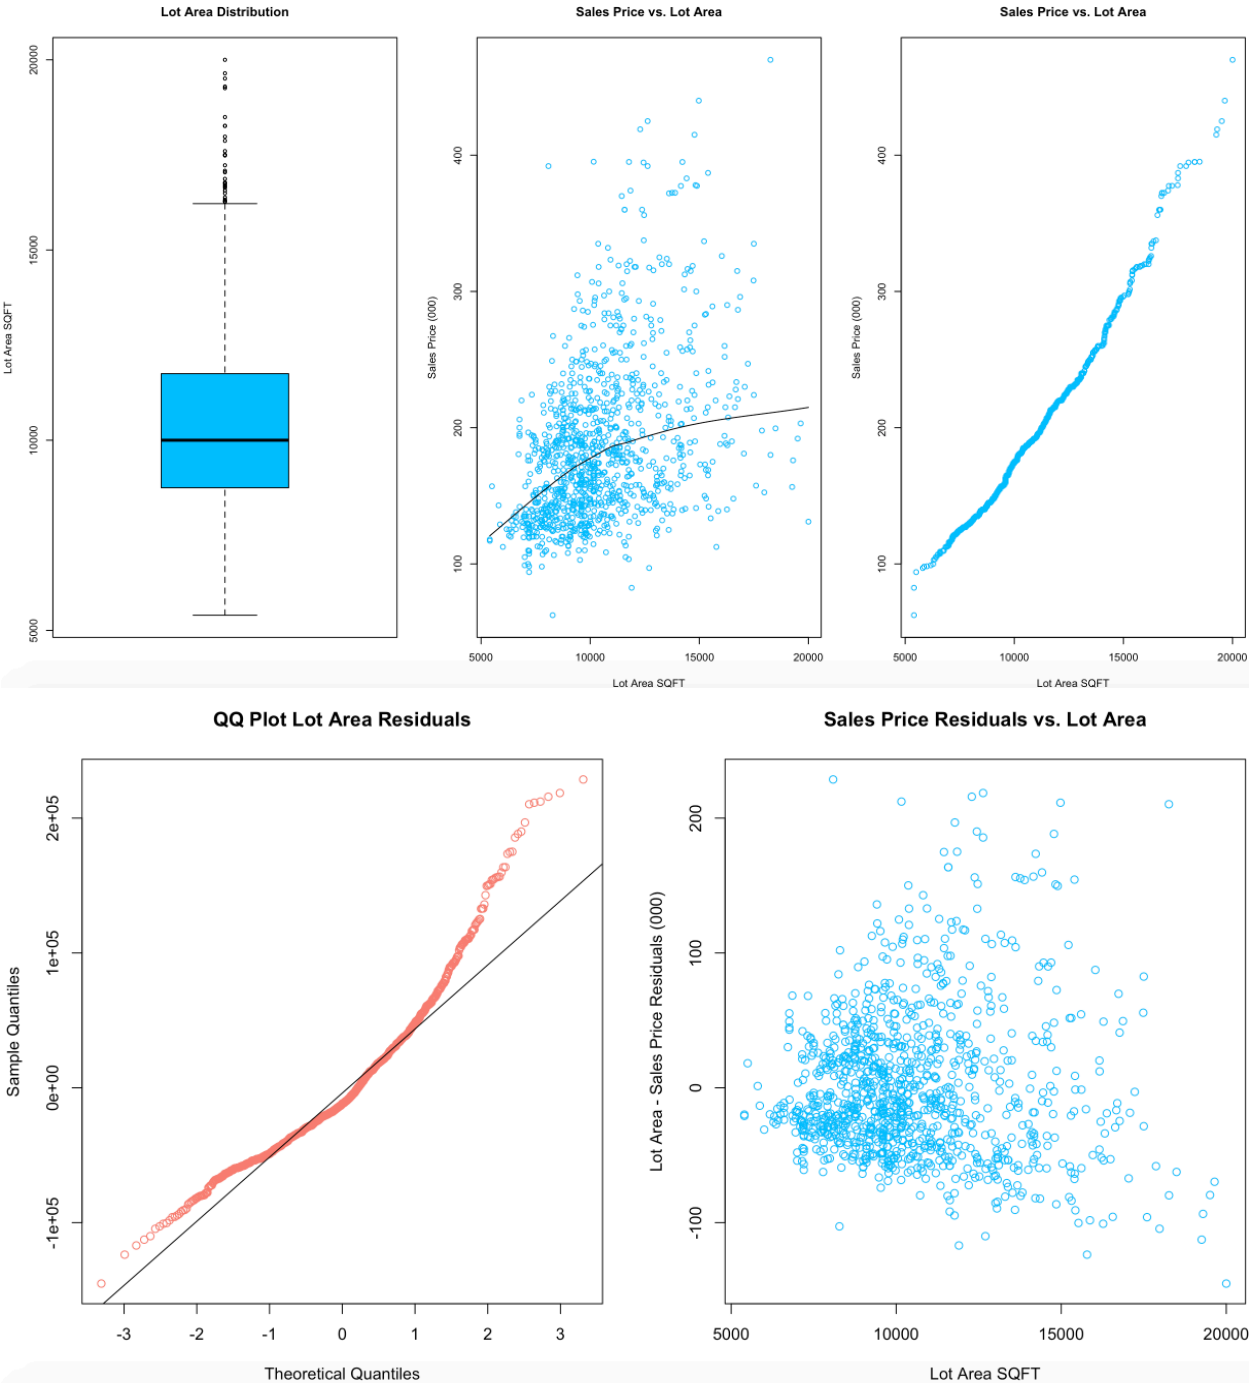 Lot Area Distribution
Lot Area SQFT
20000
15000
10000
5000
Sales Price vs. Lot Area
Sales Price (000)
400
300
200
100
5000 10000 15000 20000
Lot Area SQFT
Sales Price vs. Lot Area
Sales Price (000)
400
300
200
100
5000 10000 15000 20000
Lot Area SQFT
QQ Plot Lot Area Residuals
Sample Quantiles
2e+05
1e+05
0e+00
-1e+05
-3 -2 -1 0 1 2 3
Theoretical Quantiles
Sales Price Residuals vs. Lot Area
Lot Area - Sales Price Residuals (000)
200
100
0
-100
5000 10000 15000 20000
Lot Area SQFT